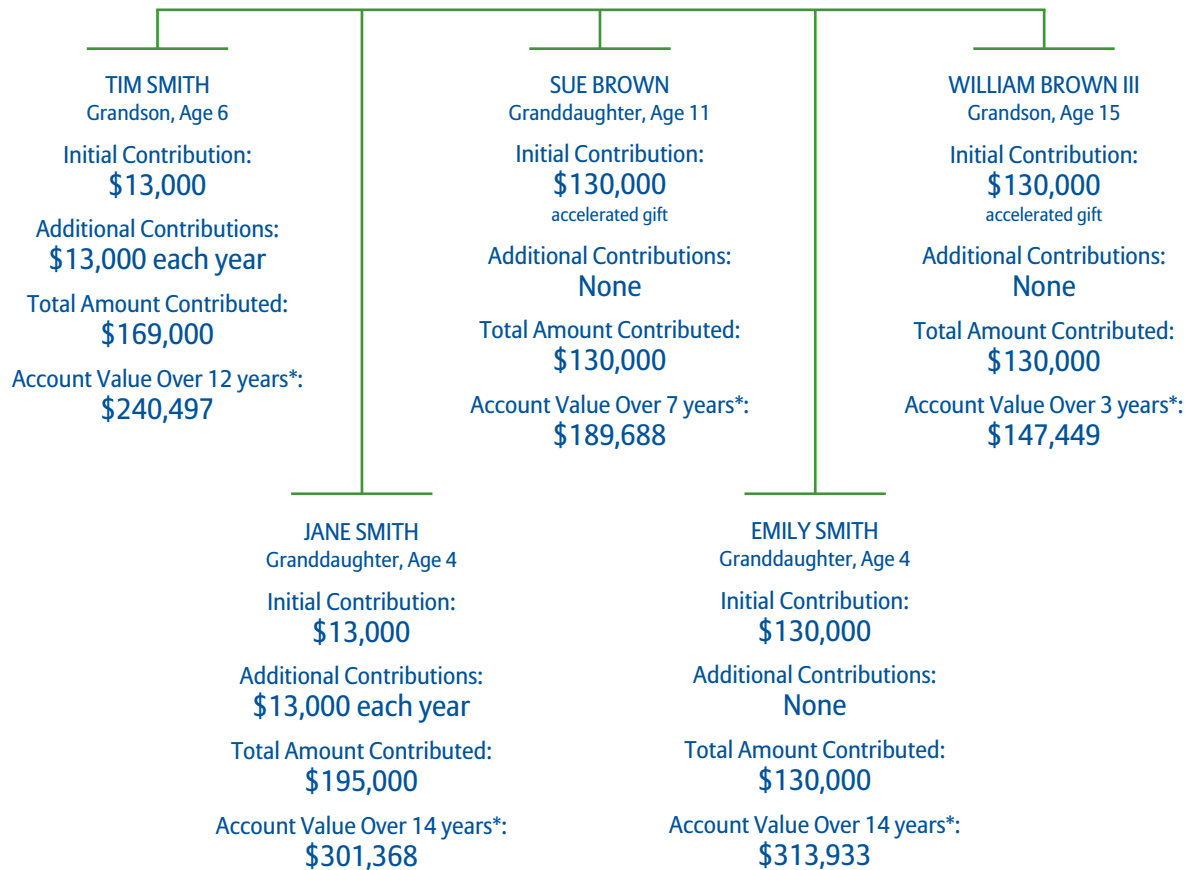 TIM SMITH
Grandson, Age 6
Initial Contribution:
$13,000
Additional Contributions:
$13,000 each year
Total Amount Contributed:
$169,000
Account Value Over 12 years*:
$240,497
SUE BROWN
Granddaughter, Age 11
Initial Contribution:
$130,000
accelerated gift
Additional Contributions:
None
Total Amount Contributed:
$130,000
Account Value Over 7 years*:
$189,688
WILLIAM BROWN III
Grandson, Age 15
Initial Contribution:
$130,000
accelerated gift
Additional Contributions:
None
Total Amount Contributed:
$130,000
Account Value Over 3 years*:
$147,449
JANE SMITH
Granddaughter, Age 4
Initial Contribution:
$13,000
Additional Contributions:
$13,000 each year
Total Amount Contributed:
$195,000
Account Value Over 14 years*:
$301,368
EMILY SMITH
Granddaughter, Age 4
Initial Contribution:
$130,000
Additional Contributions:
None
Total Amount Contributed:
$130,000
Account Value Over 14 years*:
$313,933